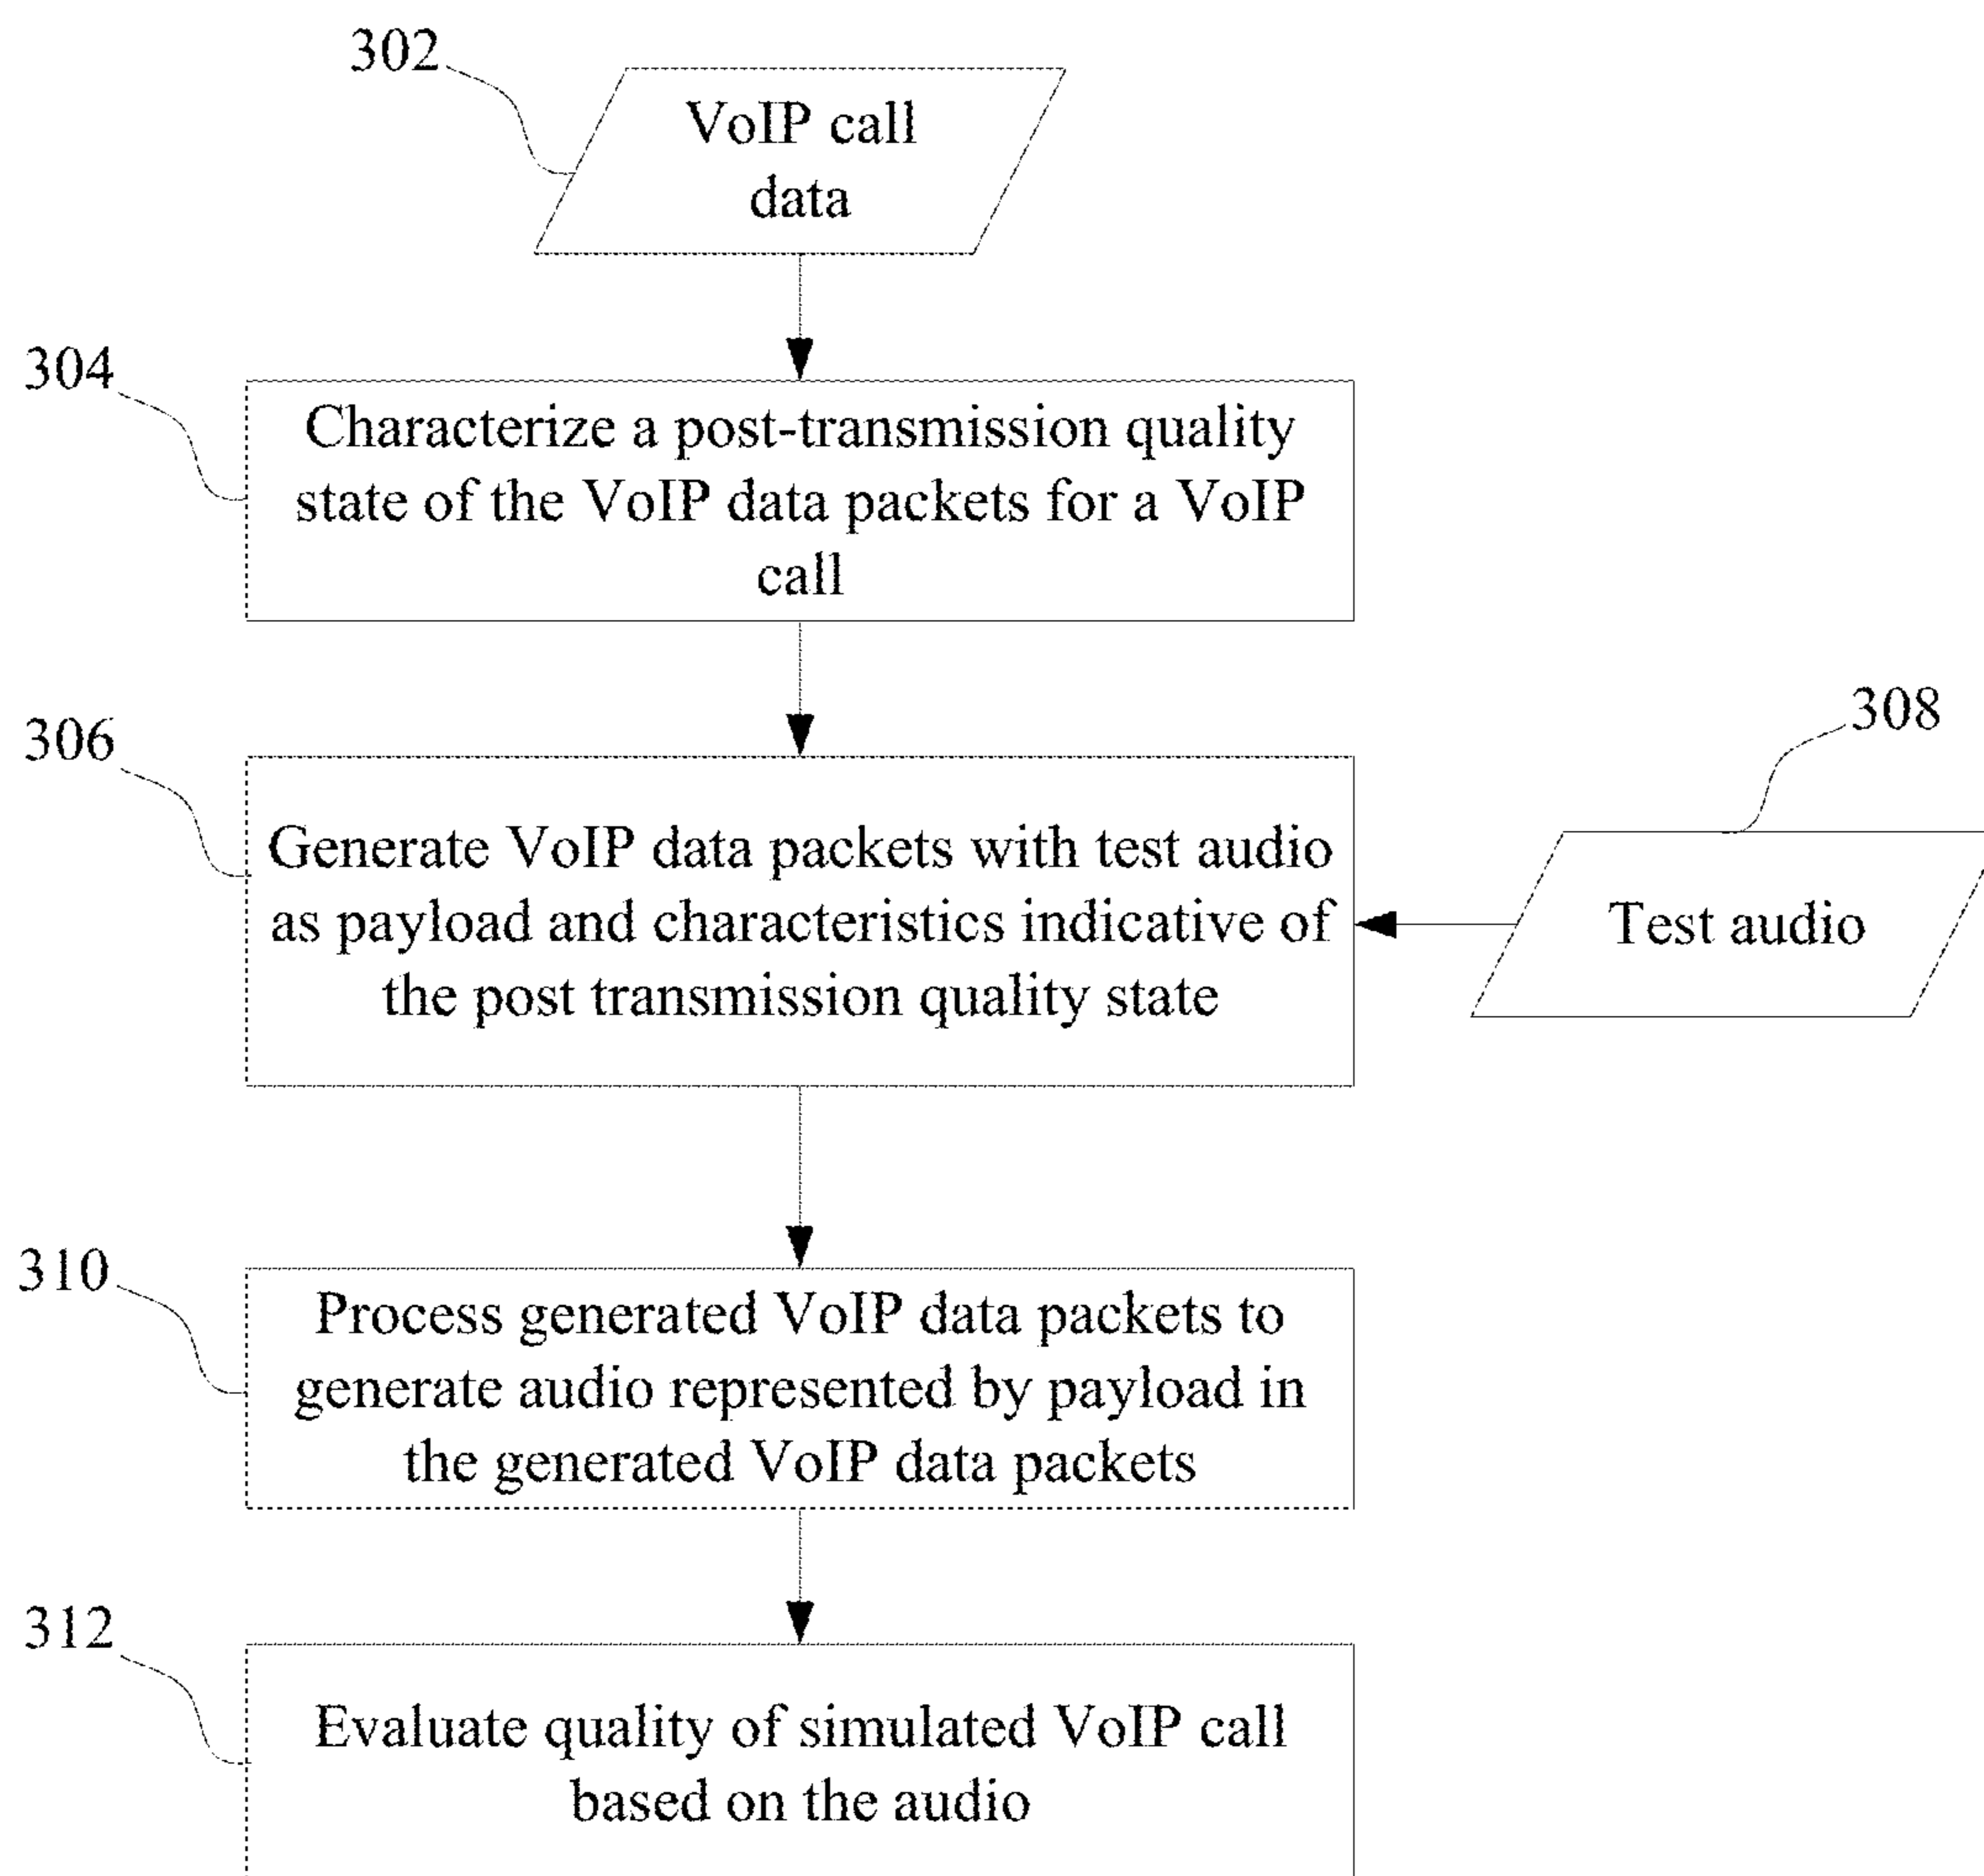 302
VoIP call
data
304
Characterize a post-transmission quality
state of the VoIP data packets for a VoIP
call
306
308
Generate VoIP data packets with test audio
as payload and characteristics indicative of
the post transmission quality state
Test audio
310
Process generated VoIP data packets to
generate audio represented by payload in
the generated VoIP data packets
312
Evaluate quality of simulated VoIP call
based on the audio